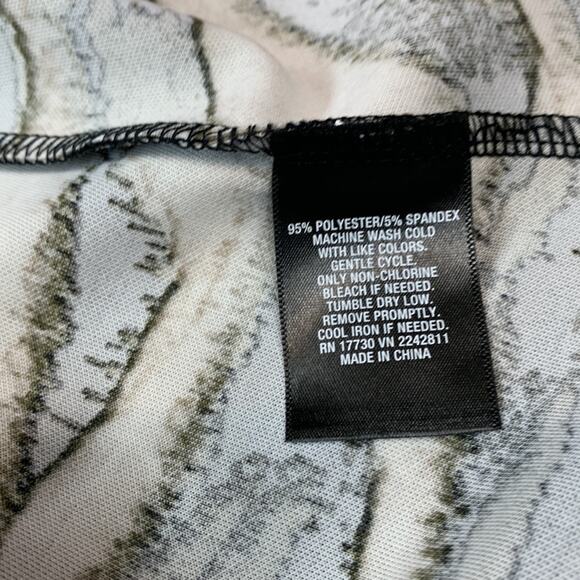 95% POLYESTER/5% SPANDEX
MACHINE WASH COLD
WITH LIKE COLORS.
GENTLE CYCLE.
ONLY NON-CHLORINE
BLEACH IF NEEDED.
TUMBLE DRY LOW.
REMOVE PROMPTLY.
COOL IRON IF NEEDED.
RN 17730 VN 2242811
MADE IN CHINA